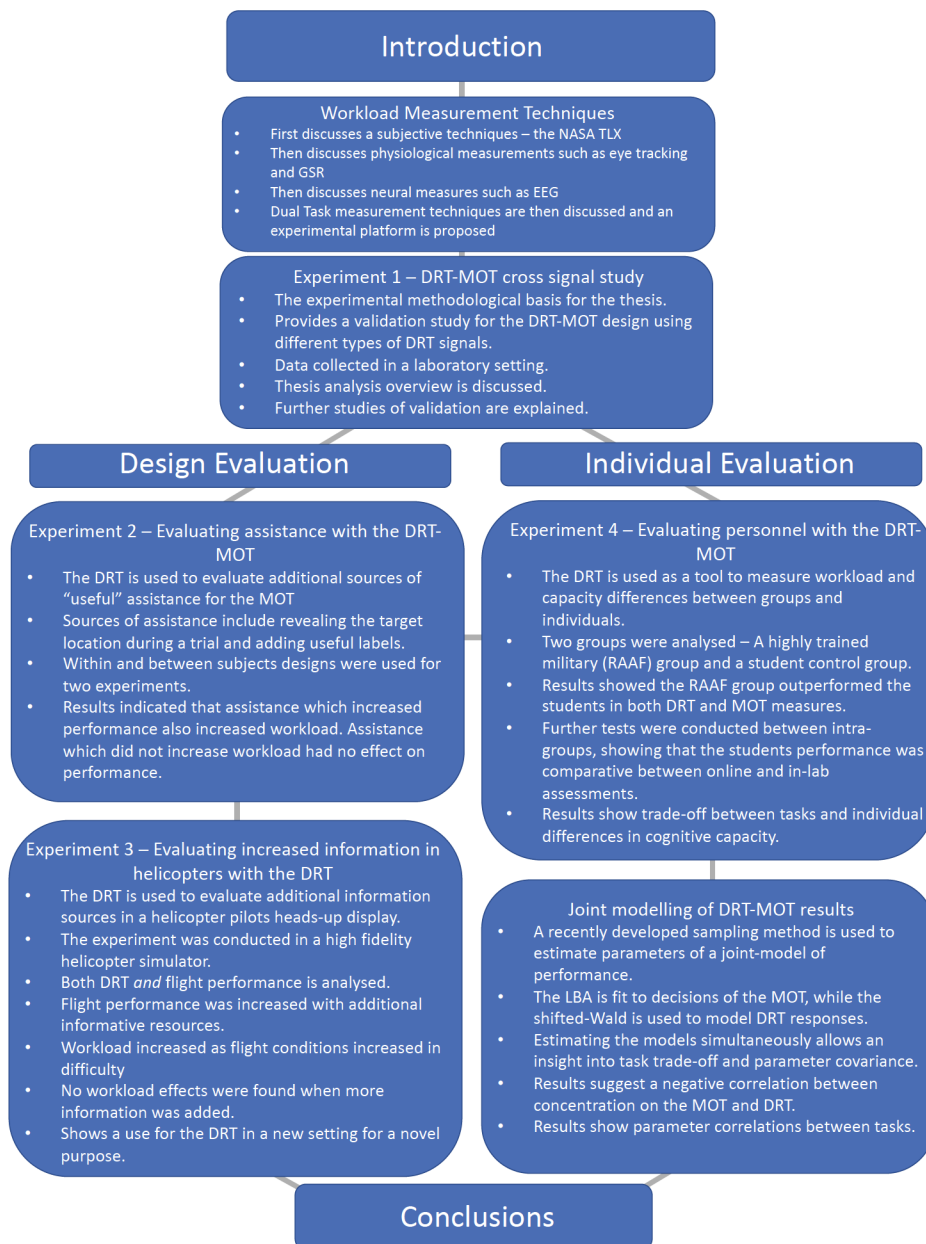 Introduction
Workload Measurement Techniques
• First discusses a subjective techniques – the NASA TLX
• Then discusses physiological measurements such as eye tracking
and GSR
• Then discusses neural measures such as EEG
• Dual Task measurement techniques are then discussed and an
experimental platform is proposed
Experiment 1 – DRT-MOT cross signal study
• The experimental methodological basis for the thesis.
• Provides a validation study for the DRT-MOT design using
different types of DRT signals.
• Data collected in a laboratory setting.
• Thesis analysis overview is discussed.
• Further studies of validation are explained.
Design Evaluation
Experiment 2 – Evaluating assistance with the DRT-
MOT
• The DRT is used to evaluate additional sources of
“useful” assistance for the MOT
• Sources of assistance include revealing the target
location during a trial and adding useful labels.
• Within and between subjects designs were used for
two experiments.
• Results indicated that assistance which increased
performance also increased workload. Assistance
which did not increase workload had no effect on
performance.
Experiment 3 – Evaluating increased information in
helicopters with the DRT
• The DRT is used to evaluate additional information
sources in a helicopter pilots heads-up display.
• The experiment was conducted in a high fidelity
helicopter simulator.
• Both DRT and flight performance is analysed.
• Flight performance was increased with additional
informative resources.
• Workload increased as flight conditions increased in
difficulty
• No workload effects were found when more
information was added.
• Shows a use for the DRT in a new setting for a novel
purpose.
Individual Evaluation
Experiment 4 – Evaluating personnel with the DRT-
MOT
• The DRT is used as a tool to measure workload and
capacity differences between groups and
individuals.
• Two groups were analysed – A highly trained
military (RAAF) group and a student control group.
• Results showed the RAAF group outperformed the
students in both DRT and MOT measures.
• Further tests were conducted between intra-
groups, showing that the students performance was
comparative between online and in-lab
assessments.
• Results show trade-off between tasks and individual
differences in cognitive capacity.
Joint modelling of DRT-MOT results
• A recently developed sampling method is used to
estimate parameters of a joint-model of
performance.
• The LBA is fit to decisions of the MOT, while the
shifted-Wald is used to model DRT responses.
• Estimating the models simultaneously allows an
insight into task trade-off and parameter covariance.
• Results suggest a negative correlation between
concentration on the MOT and DRT.
• Results show parameter correlations between tasks.
Conclusions